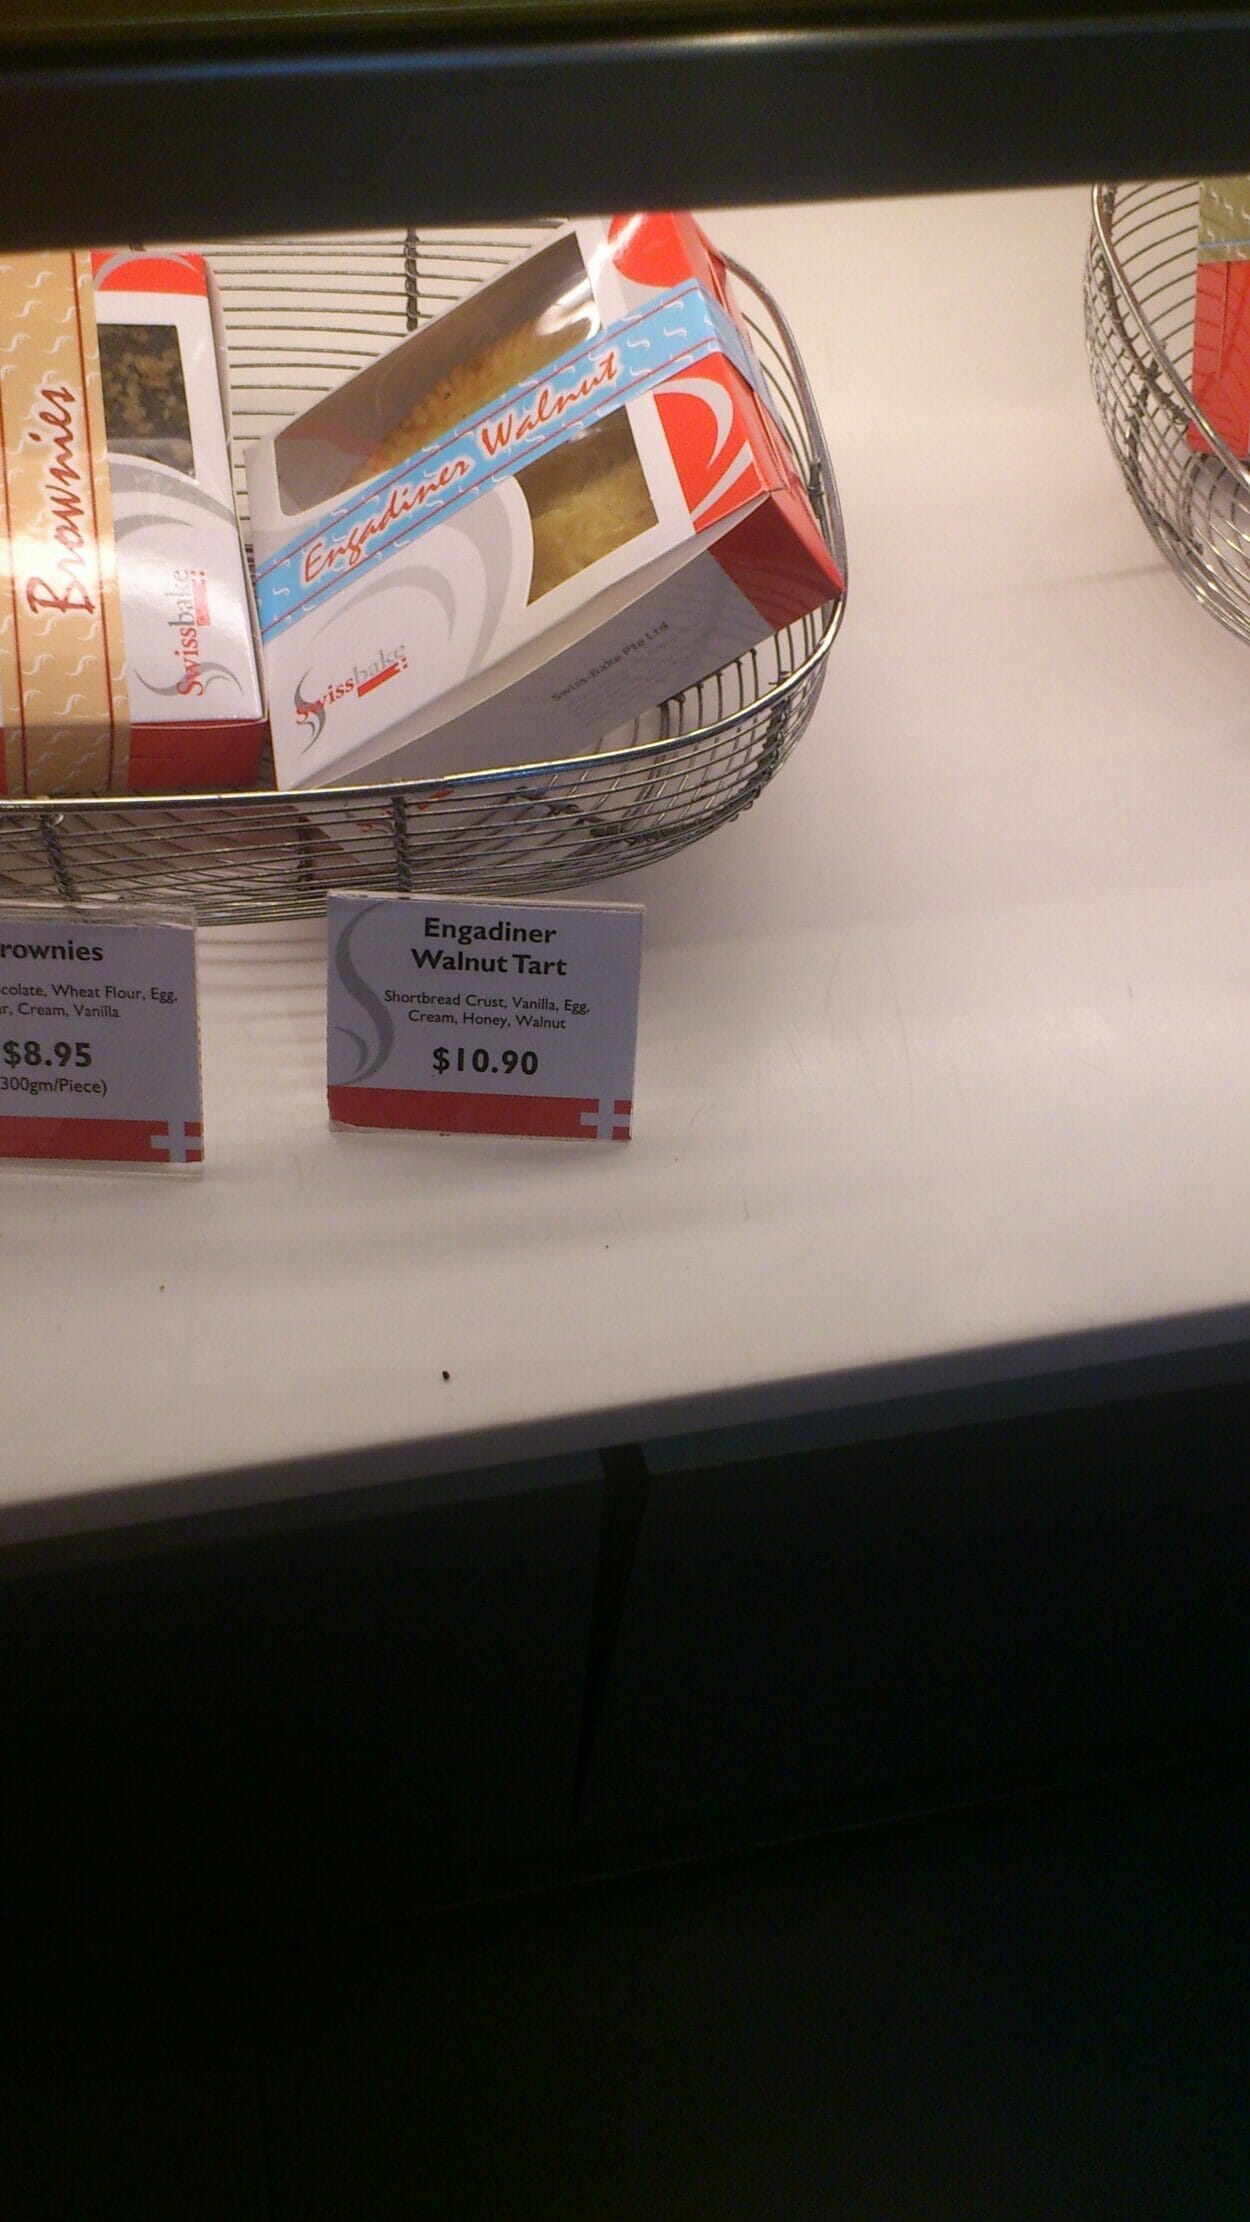 Brownies
Swissbake
Engadiner Walnut
Swissbake
Swiss-Bake Pte Ltd
rownies
colate, Wheat Flour, Egg,
r, Cream, Vanilla
$8.95
300gm/Piece)
Engadiner
Walnut Tart
Shortbread Crust, Vanilla, Egg,
Cream, Honey, Walnut
$10.90